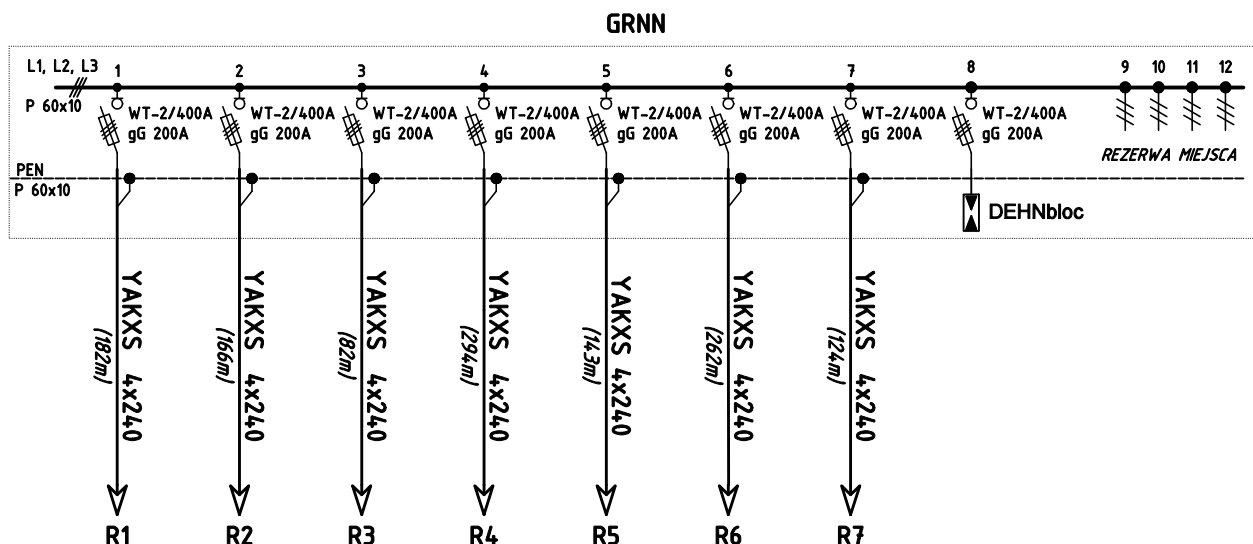 GRNN
L1, L2, L3
1
2
3
4
5
6
7
8
9
10
11
12
P 60x10
WT-2/400A
gG 200A
WT-2/400A
gG 200A
WT-2/400A
gG 200A
WT-2/400A
gG 200A
WT-2/400A
gG 200A
WT-2/400A
gG 200A
WT-2/400A
gG 200A
WT-2/400A
gG 200A
REZERWA MIEJSCA
PEN
P 60x10
DEHNbloc
YAKXS 4x240
(182m)
YAKXS 4x240
(166m)
YAKXS 4x240
(82m)
YAKXS 4x240
(294m)
YAKXS 4x240
(143m)
YAKXS 4x240
(262m)
YAKXS 4x240
(124m)
R1
R2
R3
R4
R5
R6
R7